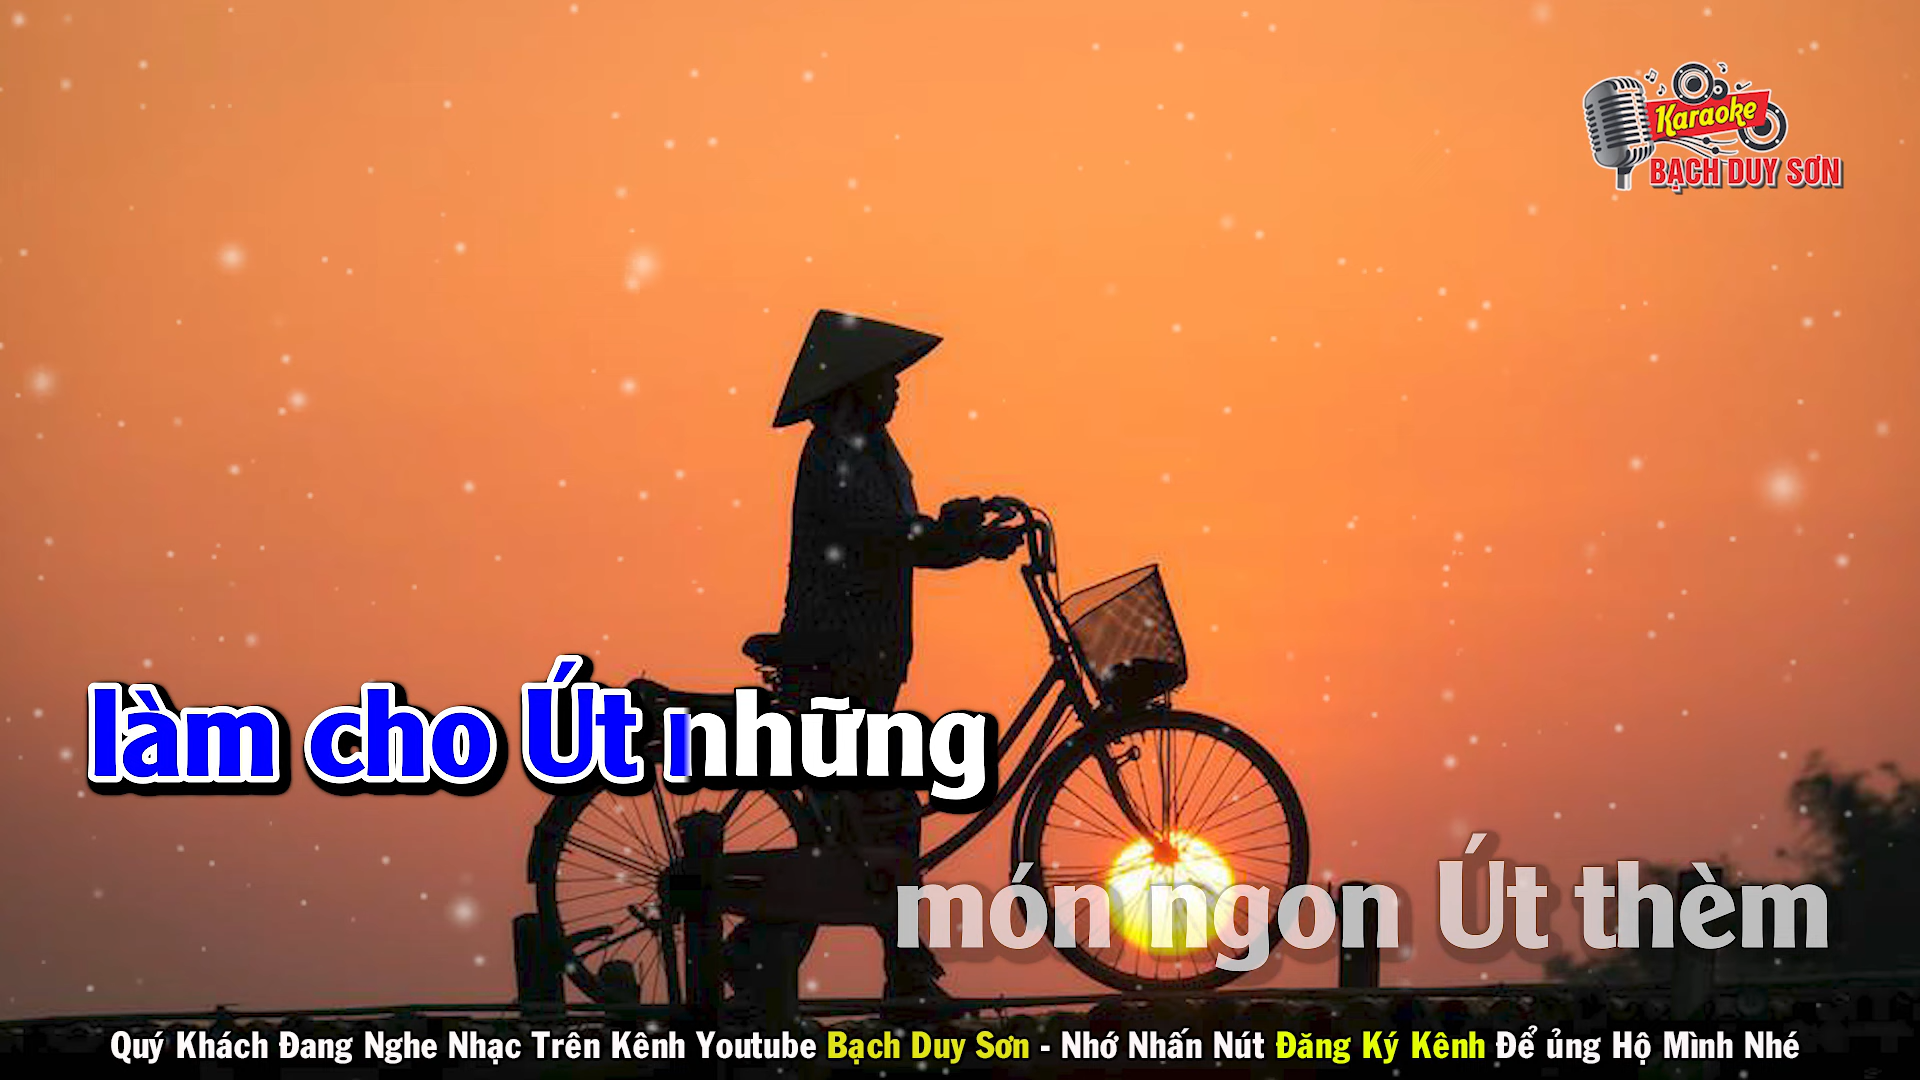 Karaoke
BẠCH DUY SƠN
làm cho Út những
món ngon Út thèm
Quý Khách Đang Nghe Nhạc Trên Kênh Youtube Bạch Duy Sơn - Nhớ Nhấn Nút Đăng Ký Kênh Để ủng Hộ Mình Nhé